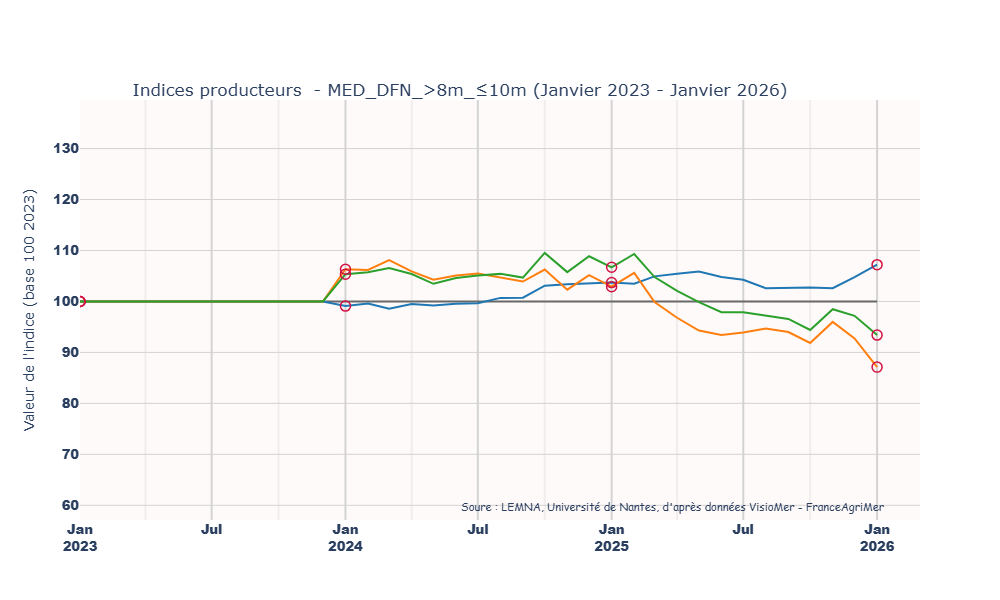 Indices producteurs - MED_DFN_>8m_≤10m (Janvier 2023 - Janvier 2026)
Valeur de l'indice (base 100 2023)
130
120
110
100
90
80
70
60
Soure : LEMNA, Université de Nantes, d'après données VisioMer - FranceAgriMer
Jan Jul Jan Jul Jan Jul Jan
2023 2024 2025 2026